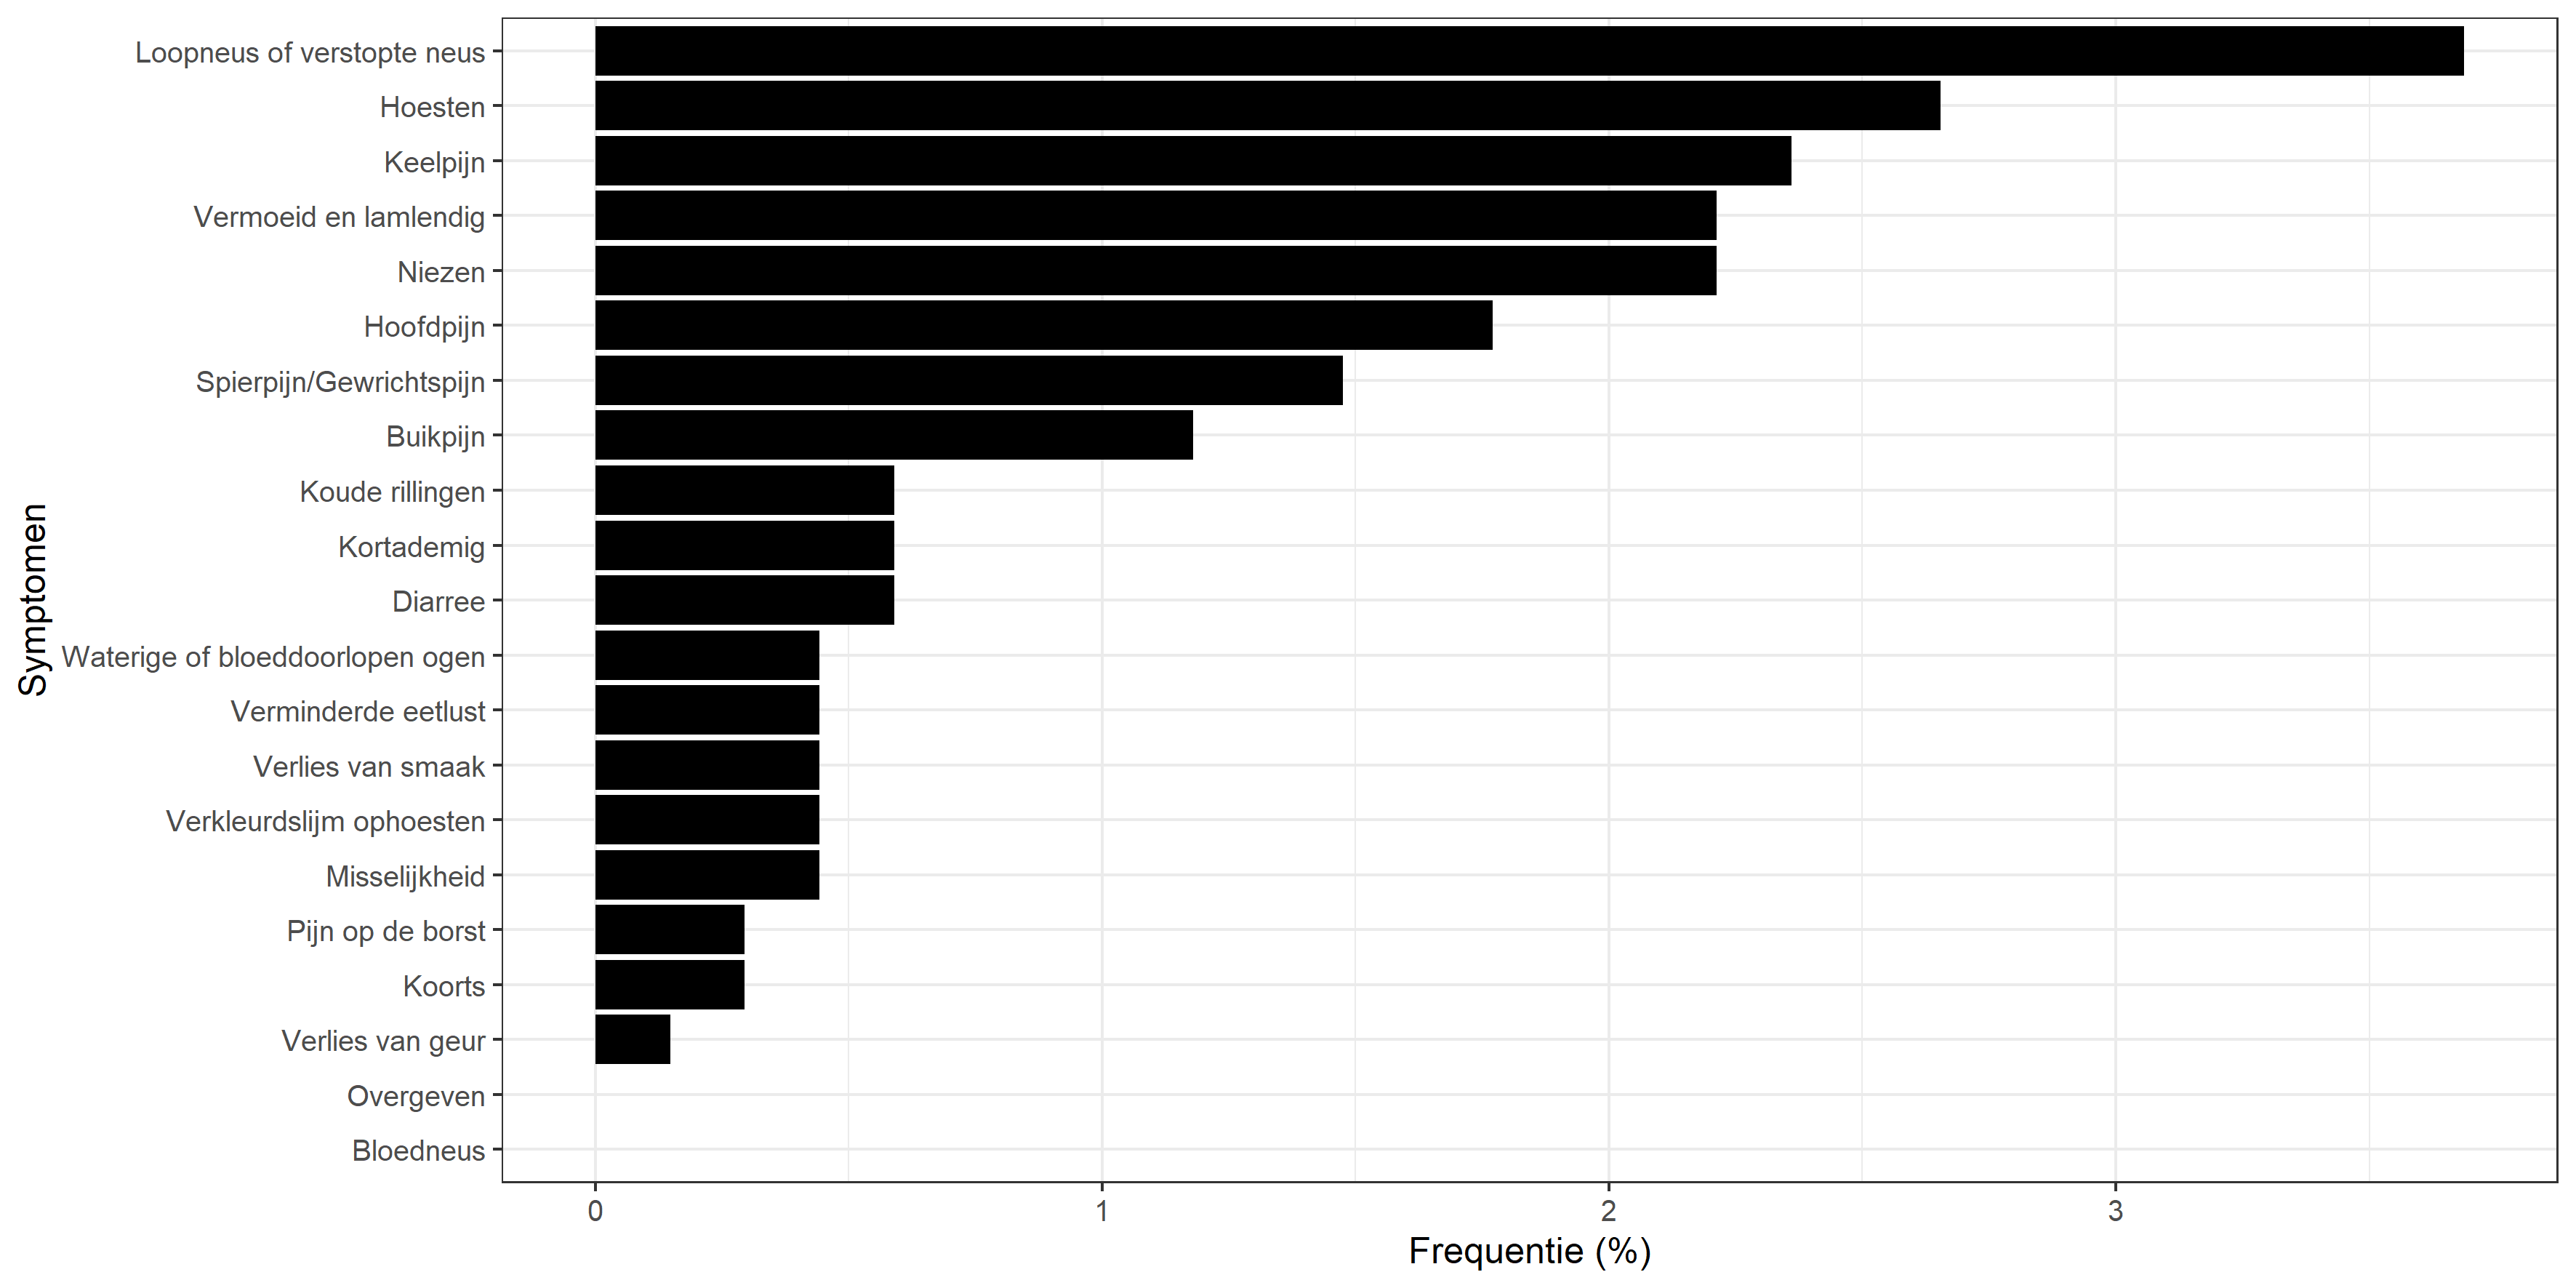 Loopneus of verstopte neus
Hoesten
Keelpijn
Vermoeid en lamlendig
Niezen
Hoofdpijn
Spierpijn/Gewrichtspijn
Buikpijn
Koude rillingen
Kortademig
Diarree
Waterige of bloeddoorlopen ogen
Verminderde eetlust
Verlies van smaak
Verkleurdslijm ophoesten
Misselijkheid
Pijn op de borst
Koorts
Verlies van geur
Overgeven
Bloedneus
Symptomen
0 1 2 3
Frequentie (%)